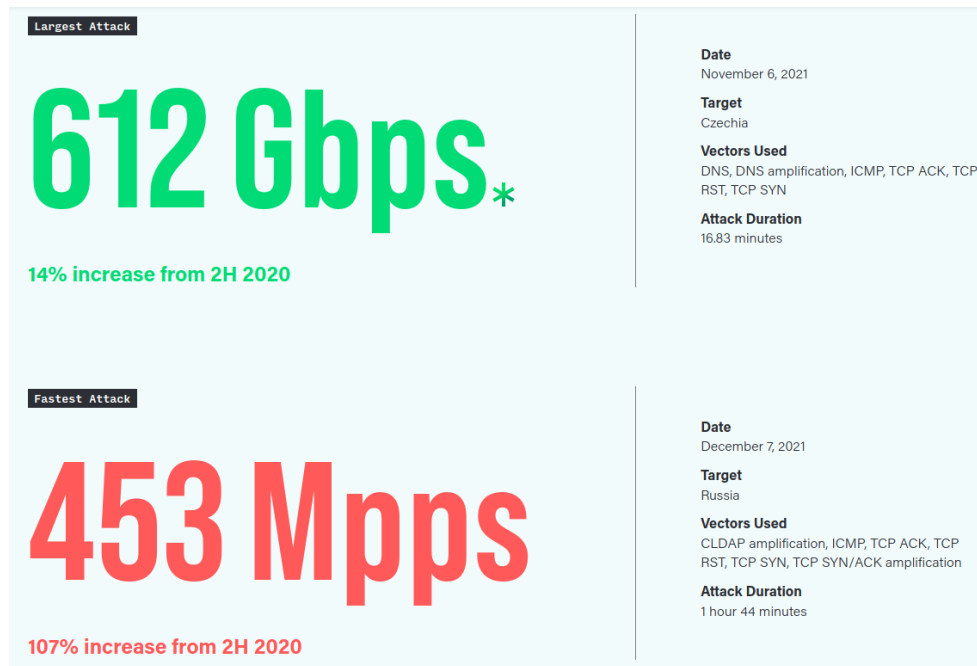 Largest Attack
612 Gbps*
14% increase from 2H 2020
Date
November 6, 2021
Target
Czechia
Vectors Used
DNS, DNS amplification, ICMP, TCP ACK, TCP
RST, TCP SYN
Attack Duration
16.83 minutes
Fastest Attack
453 Mpps
107% increase from 2H 2020
Date
December 7, 2021
Target
Russia
Vectors Used
CLDAP amplification, ICMP, TCP ACK, TCP
RST, TCP SYN, TCP SYN/ACK amplification
Attack Duration
1 hour 44 minutes